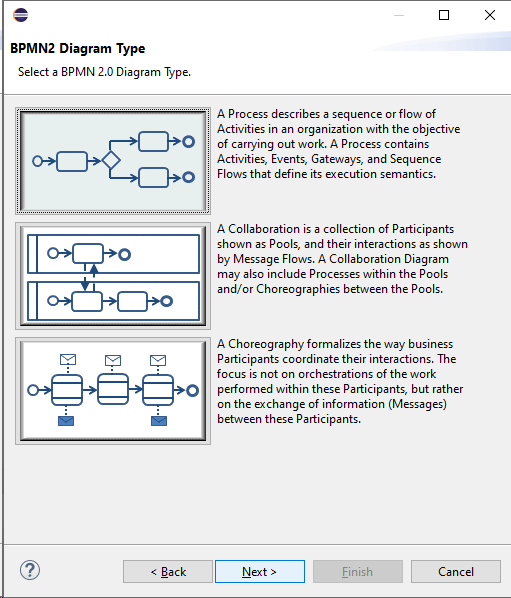 BPMN2 Diagram Type
Select a BPMN 2.0 Diagram Type.
A Process describes a sequence or flow of
Activities in an organization with the objective
of carrying out work. A Process contains
Activities, Events, Gateways, and Sequence
Flows that define its execution semantics.
A Collaboration is a collection of Participants
shown as Pools, and their interactions as shown
by Message Flows. A Collaboration Diagram
may also include Processes within the Pools
and/or Choreographies between the Pools.
A Choreography formalizes the way business
Participants coordinate their interactions. The
focus is not on orchestrations of the work
performed within these Participants, but rather
on the exchange of information (Messages)
between these Participants.
?
< Back
Next >
Finish
Cancel